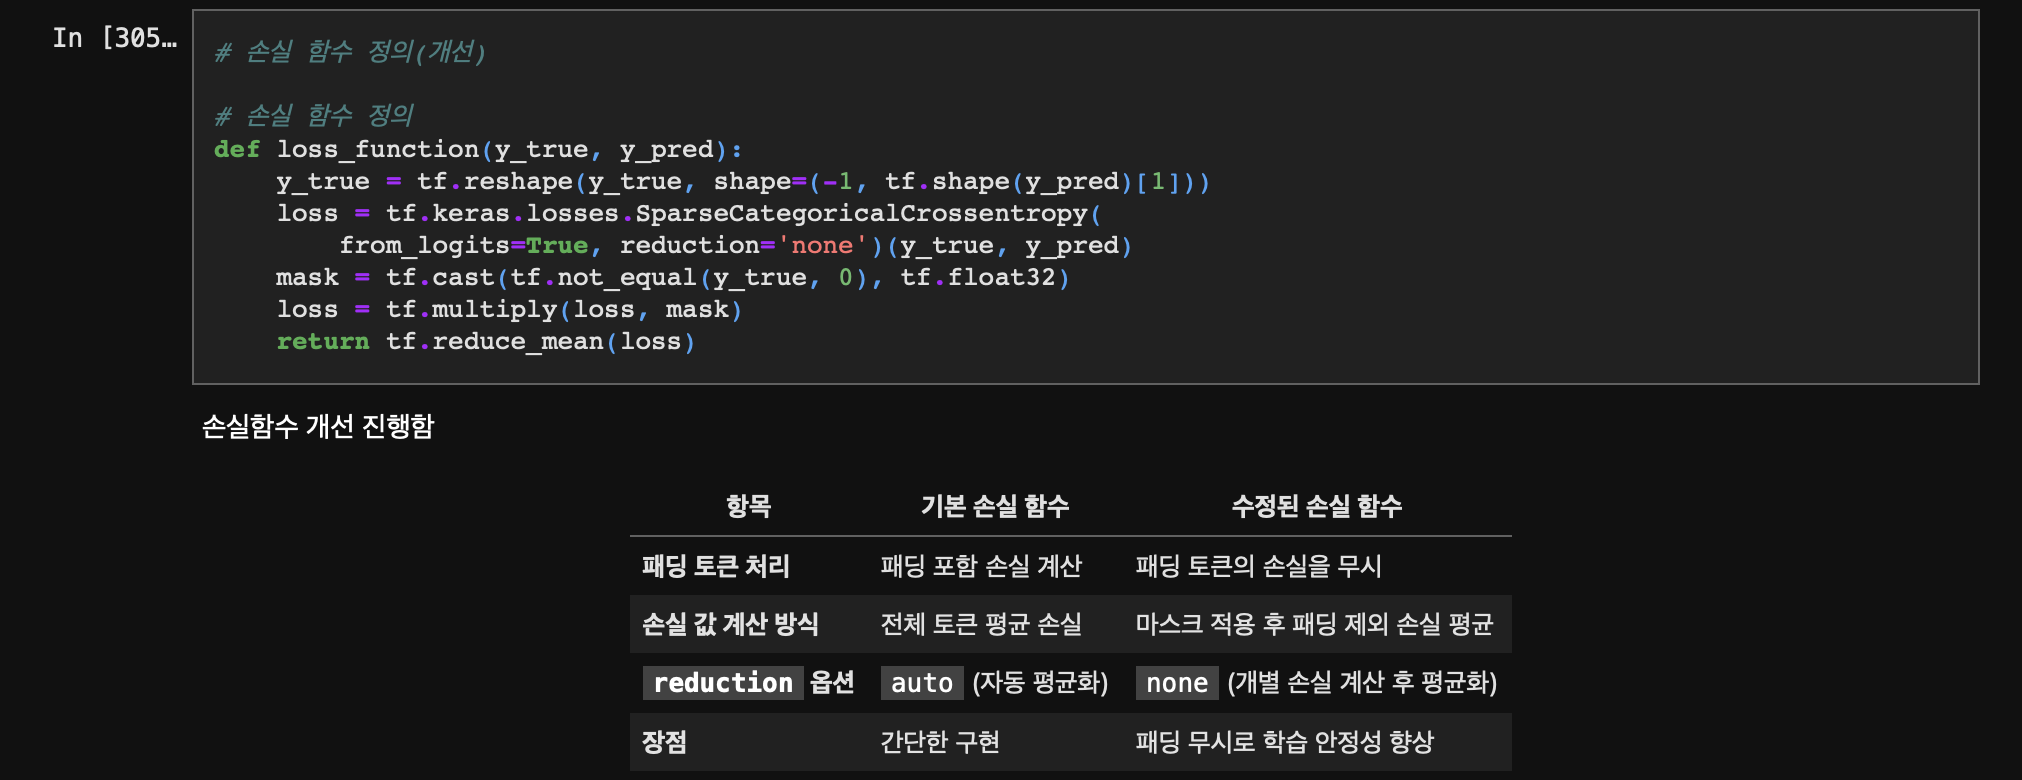 In [305…
# 손실 함수 정의(개선)
# 손실 함수 정의
def loss_function(y_true, y_pred):
    y_true = tf.reshape(y_true, shape=(-1, tf.shape(y_pred)[1]))
    loss = tf.keras.losses.SparseCategoricalCrossentropy(
        from_logits=True, reduction='none')(y_true, y_pred)
    mask = tf.cast(tf.not_equal(y_true, 0), tf.float32)
    loss = tf.multiply(loss, mask)
    return tf.reduce_mean(loss)
손실함수 개선 진행함
항목 기본 손실 함수 수정된 손실 함수
패딩 토큰 처리 패딩 포함 손실 계산 패딩 토큰의 손실을 무시
손실 값 계산 방식 전체 토큰 평균 손실 마스크 적용 후 패딩 제외 손실 평균
reduction 옵션 auto (자동 평균화) none (개별 손실 계산 후 평균화)
장점 간단한 구현 패딩 무시로 학습 안정성 향상